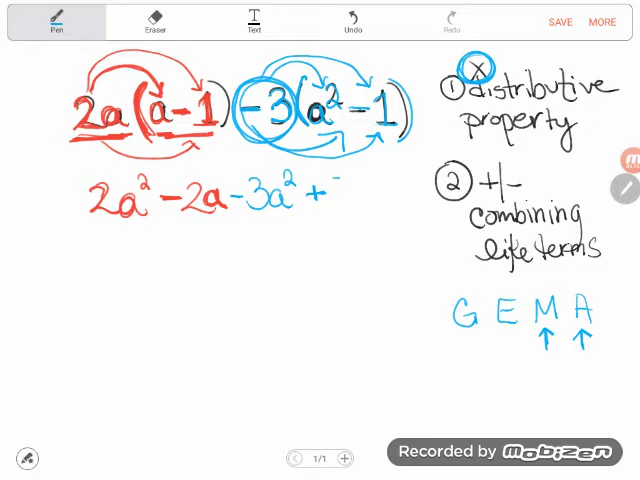 Pen
Eraser
Text
Undo
Redo
SAVE
MORE
2a(a-1) -3(a²-1)
2a² - 2a - 3a² +
x
① distributive
property
② +/-
combining
like terms
G E M A
1/1
Recorded by mobizen